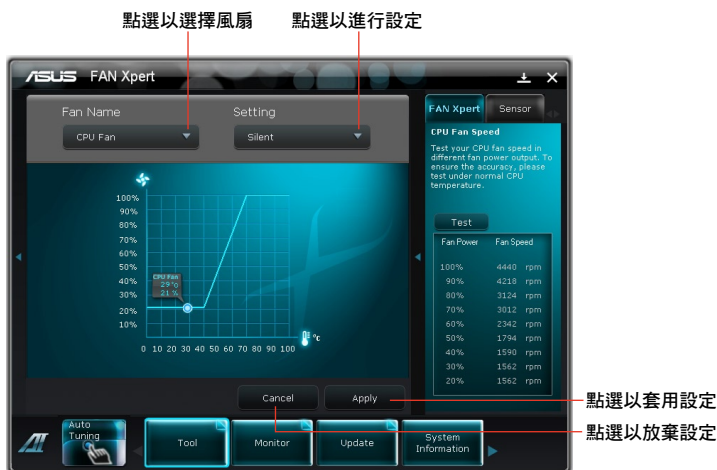 點選以選擇風扇
點選以進行設定
ASUS FAN Xpert
Fan Name
Setting
CPU Fan
Silent
100%
90%
80%
70%
60%
50%
40%
30%
20%
10%
CPU Fan
29°c
21%
°c
0 10 20 30 40 50 60 70 80 90 100
Cancel
Apply
FAN Xpert
Sensor
CPU Fan Speed
Test your CPU fan speed in
different fan power output. To
ensure the accuracy, please
test under normal CPU
temperature.
Test
Fan Power Fan Speed
100% 4440 rpm
90% 4218 rpm
80% 3124 rpm
70% 3012 rpm
60% 2342 rpm
50% 1794 rpm
40% 1590 rpm
30% 1562 rpm
20% 1562 rpm
點選以套用設定
點選以放棄設定
Auto
Tuning
Tool
Monitor
Update
System
Information